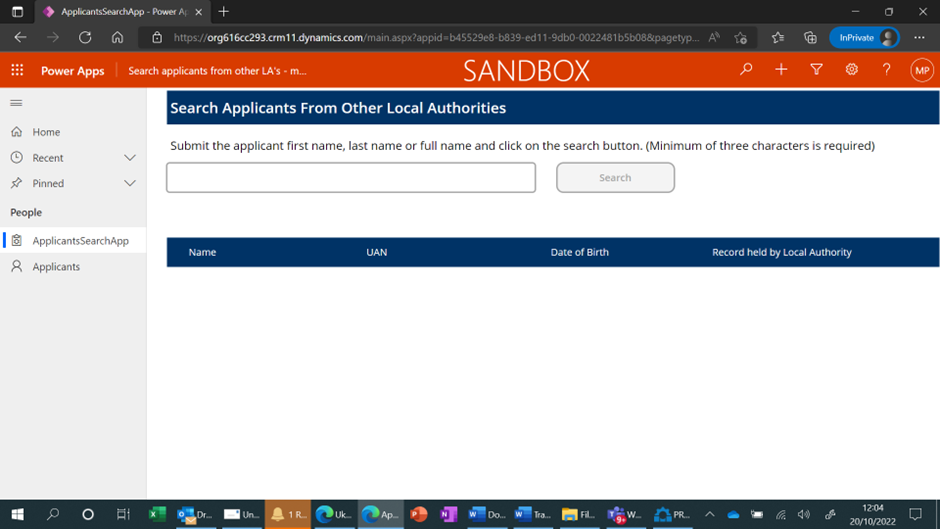 ApplicantsSearchApp - Power Ap
https://org616cc293.crm11.dynamics.com/main.aspx?appid=b45529e8-b839-ed11-9db0-0022481b5b08&pagetyp...
InPrivate
Power Apps
Search applicants from other LA's - m...
SANDBOX
MP
Home
Recent
Pinned
People
ApplicantsSearchApp
Applicants
Search Applicants From Other Local Authorities
Submit the applicant first name, last name or full name and click on the search button. (Minimum of three characters is required)
Search
Name UAN Date of Birth Record held by Local Authority
Dr... Un... 1 R... Uk... Ap... Do... Tra... Fil... W... PR...
9
12:04
20/10/2022